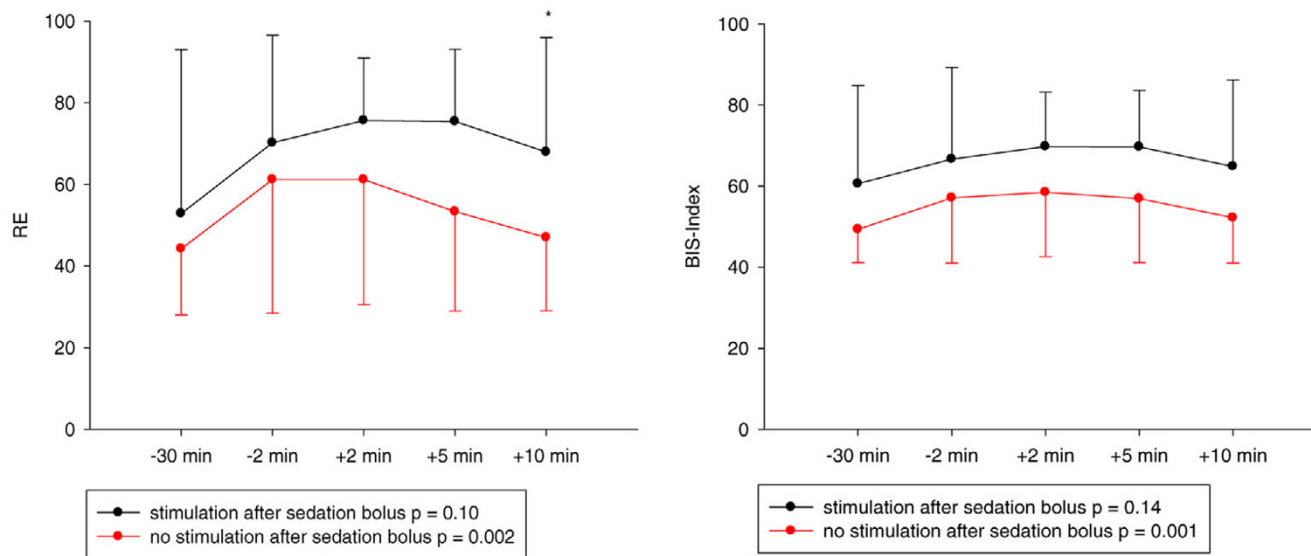 100
80
60
40
20
0
RE
*
-30 min -2 min +2 min +5 min +10 min
stimulation after sedation bolus p = 0.10
no stimulation after sedation bolus p = 0.002
100
80
60
40
20
0
BIS-Index
-30 min -2 min +2 min +5 min +10 min
stimulation after sedation bolus p = 0.14
no stimulation after sedation bolus p = 0.001